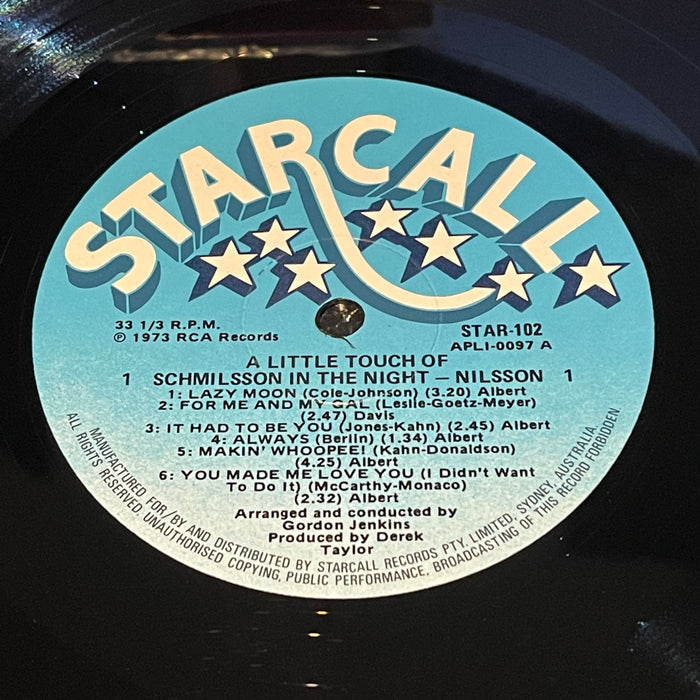 STARCALL
33 1/3 R.P.M.
℗ 1973 RCA Records
STAR-102
APLI-0097 A
A LITTLE TOUCH OF
1 SCHMILSSON IN THE NIGHT – NILSSON 1
1: LAZY MOON (Cole-Johnson) (3.20) Albert
2: FOR ME AND MY GAL (Leslie-Goetz-Meyer)
(2.47) Davis
3: IT HAD TO BE YOU (Jones-Kahn) (2.45) Albert
4: ALWAYS (Berlin) (1.34) Albert
5: MAKIN' WHOOPEE! (Kahn-Donaldson)
(4.25) Albert
6: YOU MADE ME LOVE YOU (I Didn't Want
To Do It) (McCarthy-Monaco)
(2.32) Albert
Arranged and conducted by
Gordon Jenkins
Produced by Derek
Taylor
MANUFACTURED FOR/BY AND DISTRIBUTED BY STARCALL RECORDS PTY. LIMITED, SYDNEY, AUSTRALIA.
ALL RIGHTS RESERVED. UNAUTHORISED COPYING, PUBLIC PERFORMANCE, BROADCASTING OF THIS RECORD FORBIDDEN